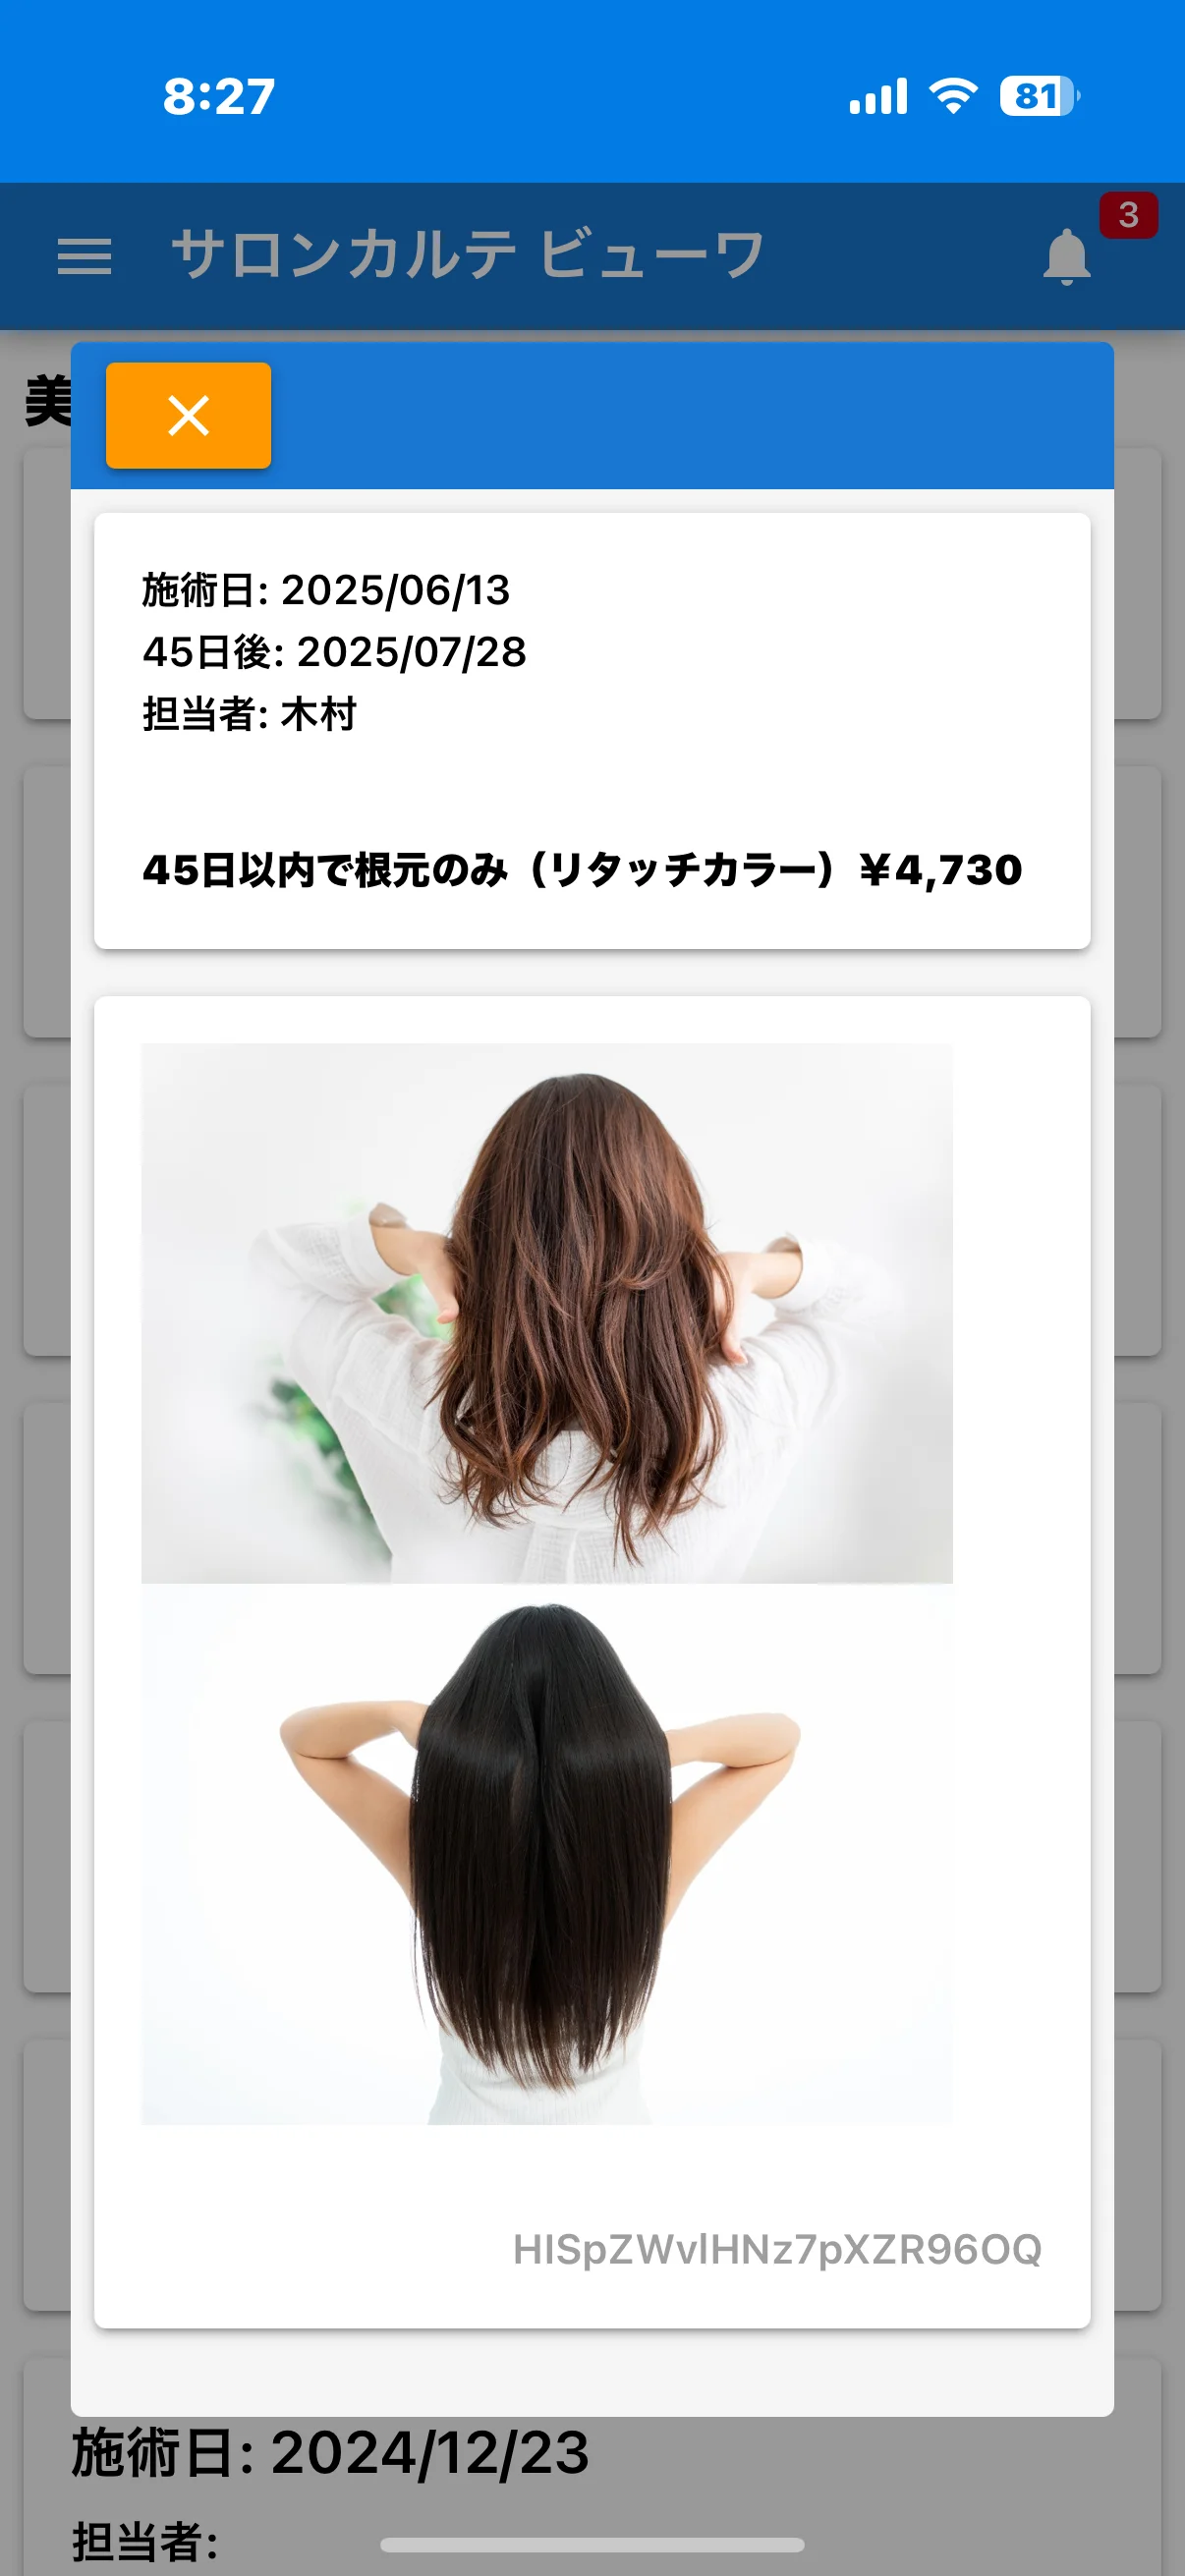 8:27
81
サロンカルテ ビューワ
3
美
施術日: 2025/06/13
45日後: 2025/07/28
担当者: 木村
45日以内で根元のみ（リタッチカラー）￥4,730
HISpZWvlHNz7pXZR96OQ
施術日: 2024/12/23
担当者: